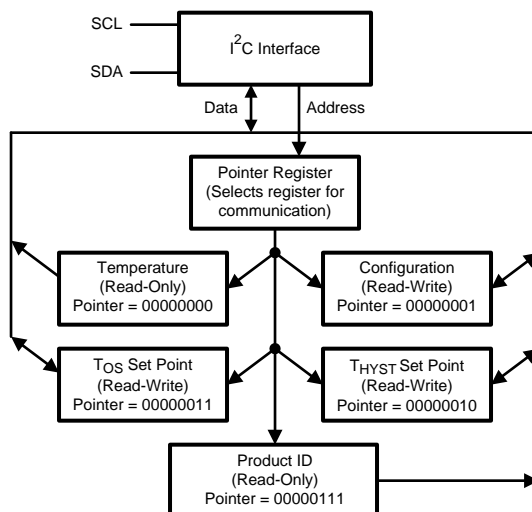 SCL
I2C Interface
SDA
Data
Address
Pointer Register
(Selects register for
communication)
Temperature
(Read-Only)
Pointer = 00000000
Configuration
(Read-Write)
Pointer = 00000001
TOS Set Point
(Read-Write)
Pointer = 00000011
THYST Set Point
(Read-Write)
Pointer = 00000010
Product ID
(Read-Only)
Pointer = 00000111